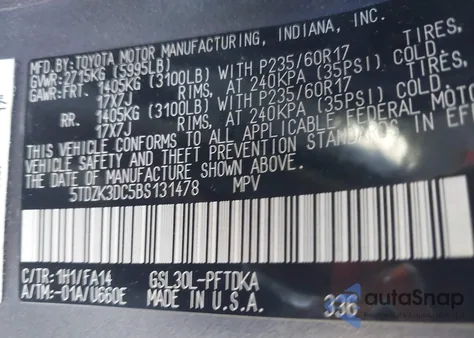 MFD.BY:TOYOTA MOTOR MANUFACTURING, INDIANA, INC.
GVWR: 2715KG (5995LB)
GAWR:FRT. 1405KG (3100LB) WITH P235/60R17 TIRES,
17X7J RIMS, AT 240KPA (35PSI) COLD.
RR. 1405KG (3100LB) WITH P235/60R17 TIRES,
17X7J RIMS, AT 240KPA (35PSI) COLD.
THIS VEHICLE CONFORMS TO ALL APPLICABLE FEDERAL MOTOR
VEHICLE SAFETY AND THEFT PREVENTION STANDARDS IN EFF
THE DATE OF MANUFACTURE SHOWN ABOVE.
5TDZK3DC5BS131478 MPV
C/TR:1H1/FA14 GSL30L-PFTDKA
A/TM:-01A/U660E MADE IN U.S.A. 336
autoSnap